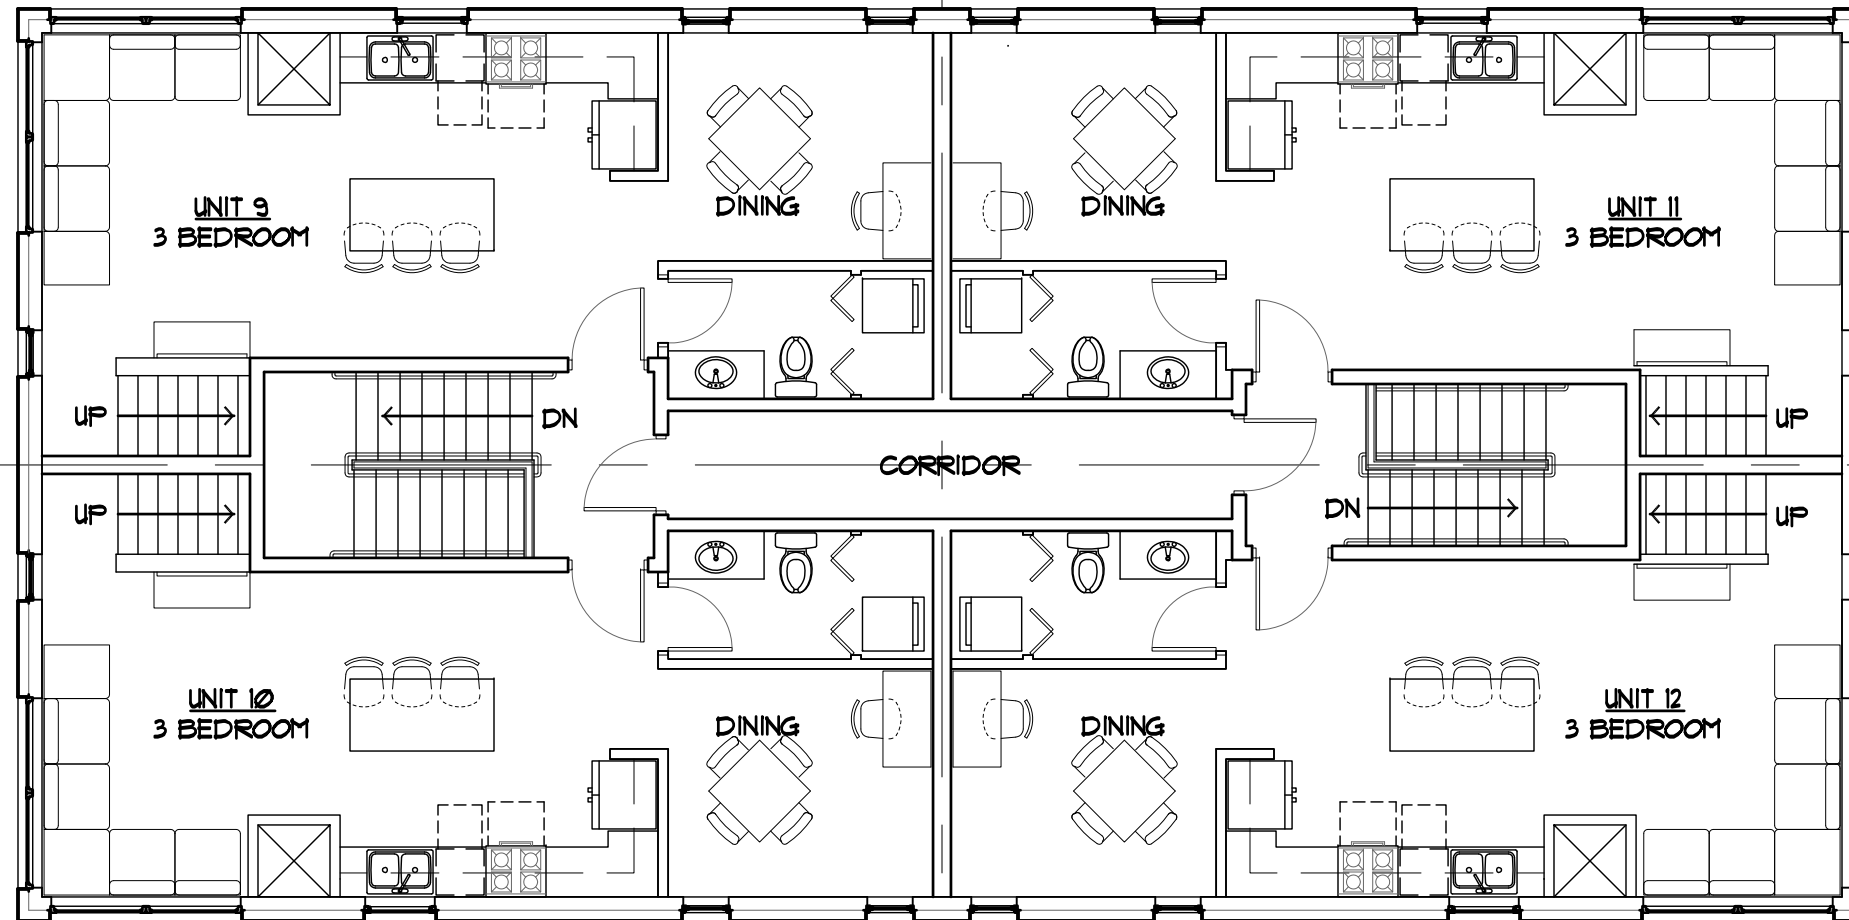 DINING
DINING
UNIT 9
3 BEDROOM
UNIT 11
3 BEDROOM
UP
DN
UP
CORRIDOR
UP
DN
UP
UNIT 10
3 BEDROOM
DINING
DINING
UNIT 12
3 BEDROOM